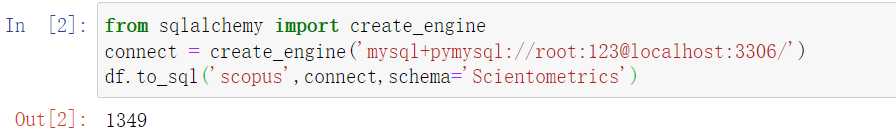 In [2]: from sqlalchemy import create_engine
connect = create_engine('mysql+pymysql://root:123@localhost:3306/')
df.to_sql('scopus',connect,schema='Scientometrics')
Out[2]: 1349